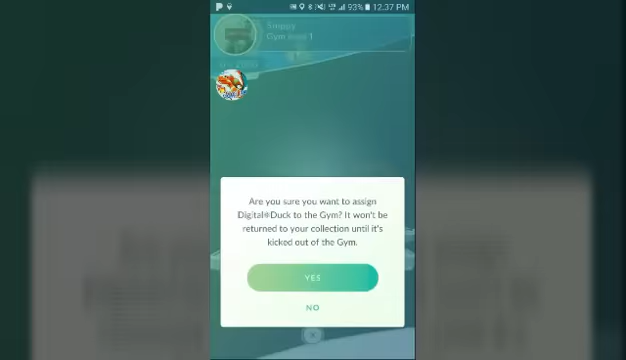 93% 12:37 PM
Gym level 1
Are you sure you want to assign
Digital®Duck to the Gym? It won't be
returned to your collection until it's
kicked out of the Gym.
YES
NO